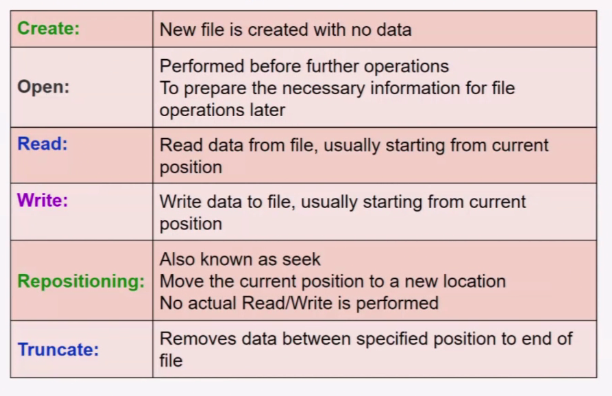 Create: New file is created with no data
Open: Performed before further operations
To prepare the necessary information for file
operations later
Read: Read data from file, usually starting from current
position
Write: Write data to file, usually starting from current
position
Repositioning: Also known as seek
Move the current position to a new location
No actual Read/Write is performed
Truncate: Removes data between specified position to end of
file